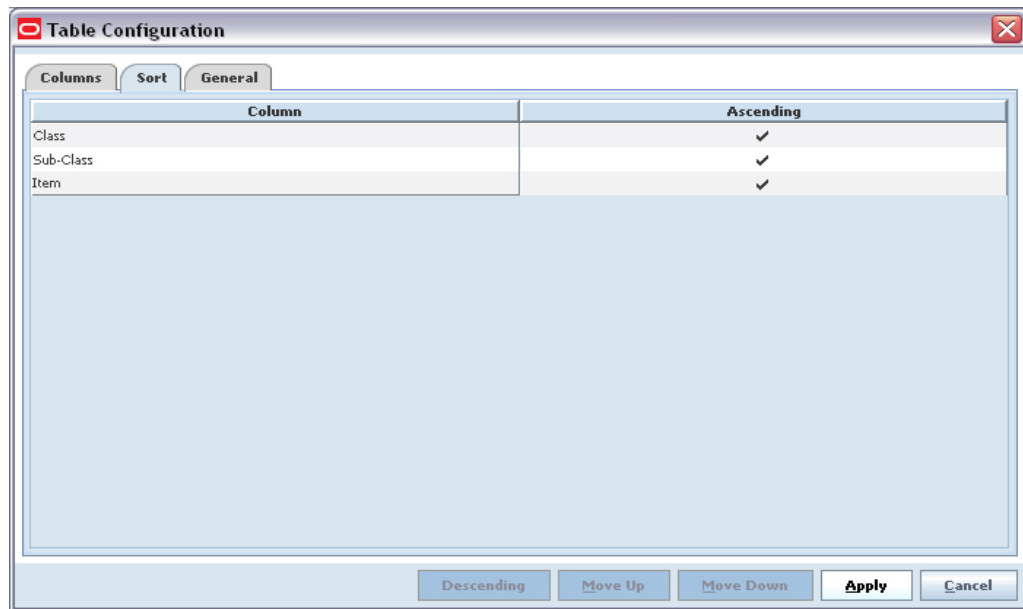 Table Configuration
Columns Sort General
Column Ascending
Class ✓
Sub-Class ✓
Item ✓
Descending Move Up Move Down Apply Cancel